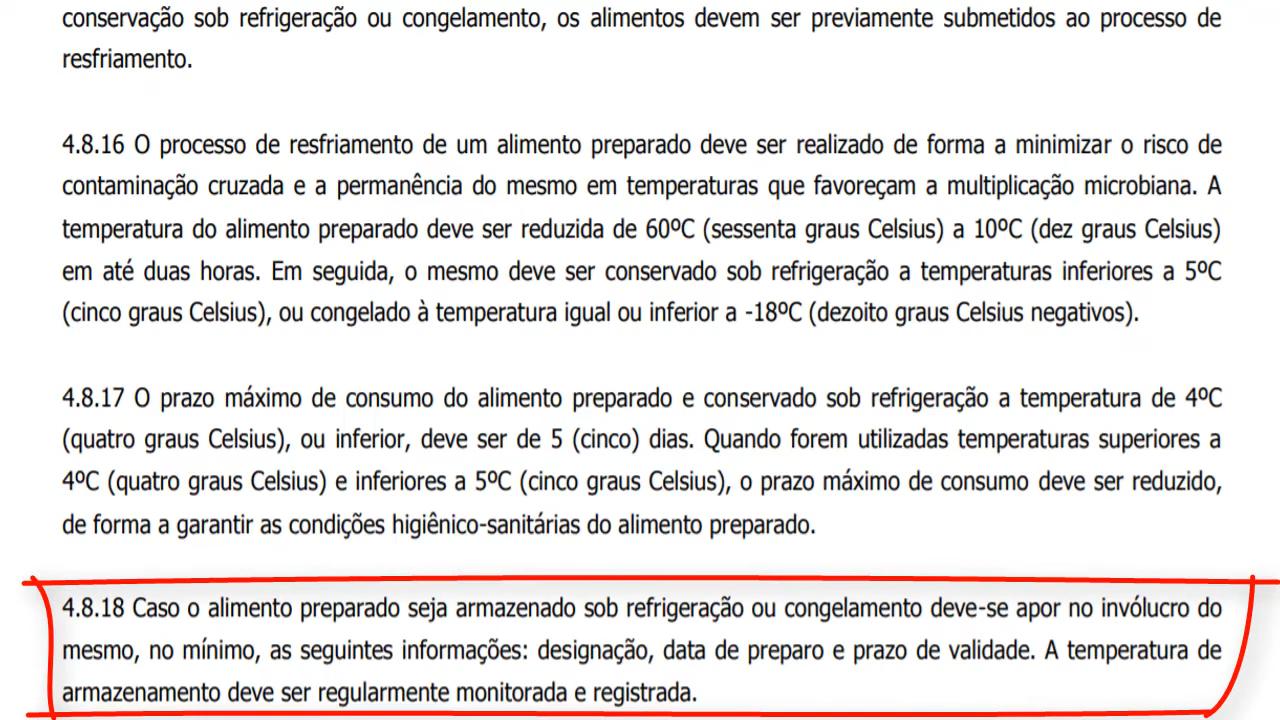 conservação sob refrigeração ou congelamento, os alimentos devem ser previamente submetidos ao processo de
resfriamento.
4.8.16 O processo de resfriamento de um alimento preparado deve ser realizado de forma a minimizar o risco de
contaminação cruzada e a permanência do mesmo em temperaturas que favoreçam a multiplicação microbiana. A
temperatura do alimento preparado deve ser reduzida de 60ºC (sessenta graus Celsius) a 10ºC (dez graus Celsius)
em até duas horas. Em seguida, o mesmo deve ser conservado sob refrigeração a temperaturas inferiores a 5ºC
(cinco graus Celsius), ou congelado à temperatura igual ou inferior a -18ºC (dezoito graus Celsius negativos).
4.8.17 O prazo máximo de consumo do alimento preparado e conservado sob refrigeração a temperatura de 4ºC
(quatro graus Celsius), ou inferior, deve ser de 5 (cinco) dias. Quando forem utilizadas temperaturas superiores a
4ºC (quatro graus Celsius) e inferiores a 5ºC (cinco graus Celsius), o prazo máximo de consumo deve ser reduzido,
de forma a garantir as condições higiênico-sanitárias do alimento preparado.
4.8.18 Caso o alimento preparado seja armazenado sob refrigeração ou congelamento deve-se apor no invólucro do
mesmo, no mínimo, as seguintes informações: designação, data de preparo e prazo de validade. A temperatura de
armazenamento deve ser regularmente monitorada e registrada.